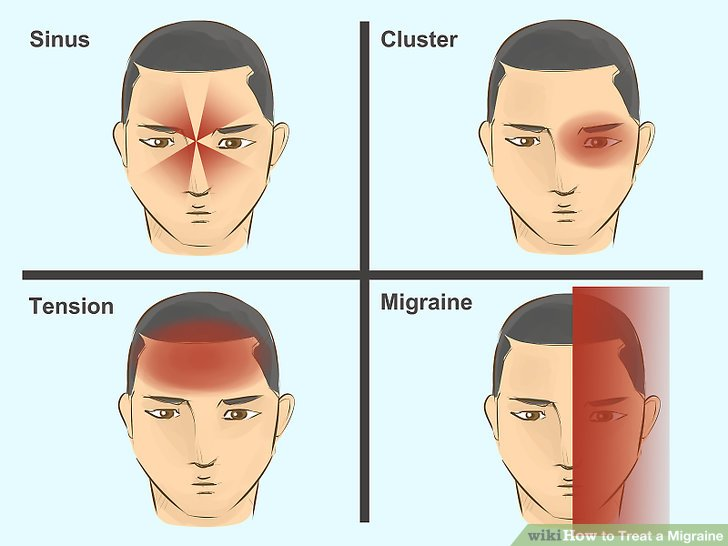 Sinus
Cluster
Tension
Migraine
wikiHow to Treat a Migraine